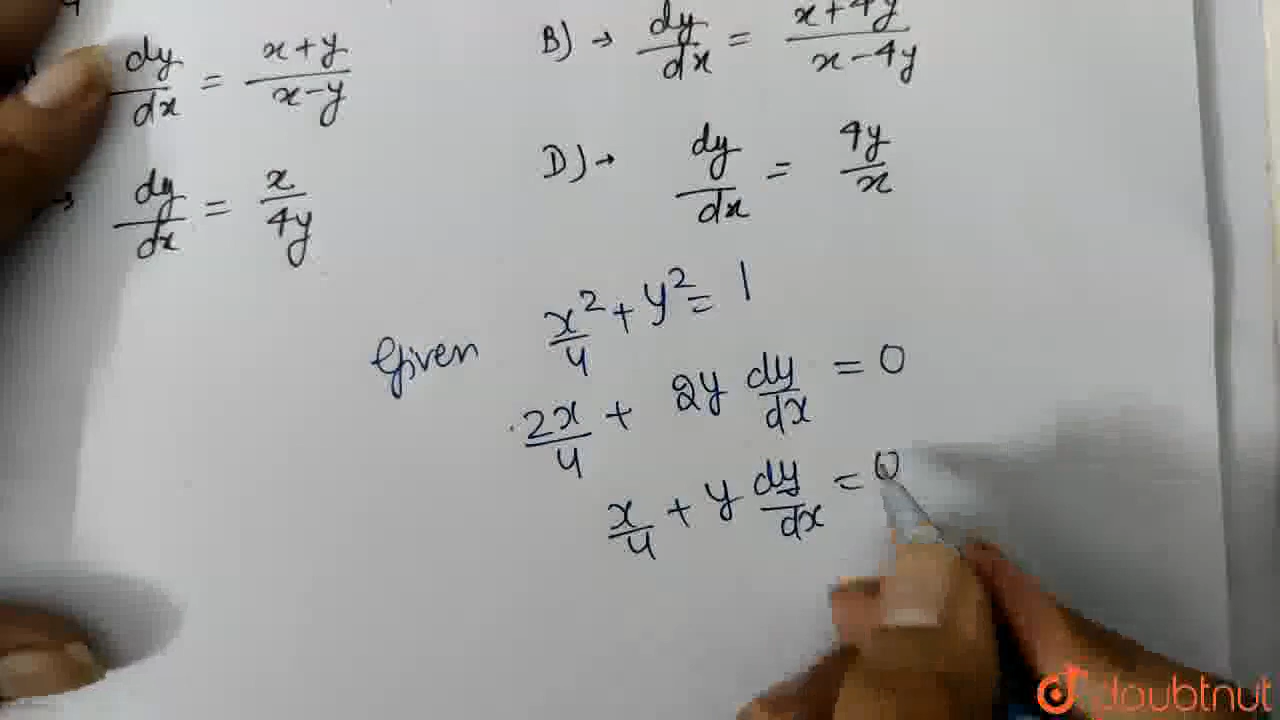 dy/dx = x+y/x-y
B) → dy/dx = x+4y/x-4y
→ dy/dx = x/4y
D) → dy/dx = 4y/x
Given x²/4 + y² = 1
2x/4 + 2y dy/dx = 0
x/4 + y dy/dx = 0
doubtnut